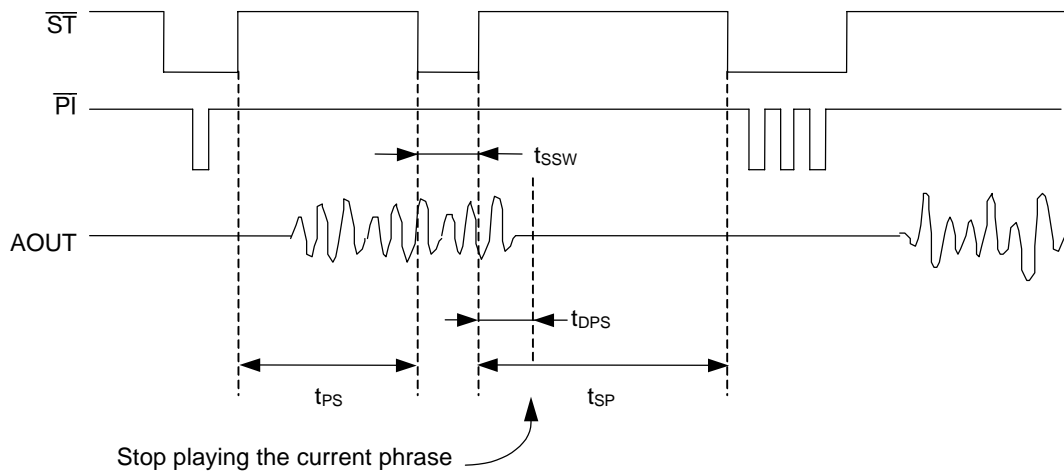 ST
PI
tSSW
AOUT
tDPS
tPS
tSP
Stop playing the current phrase